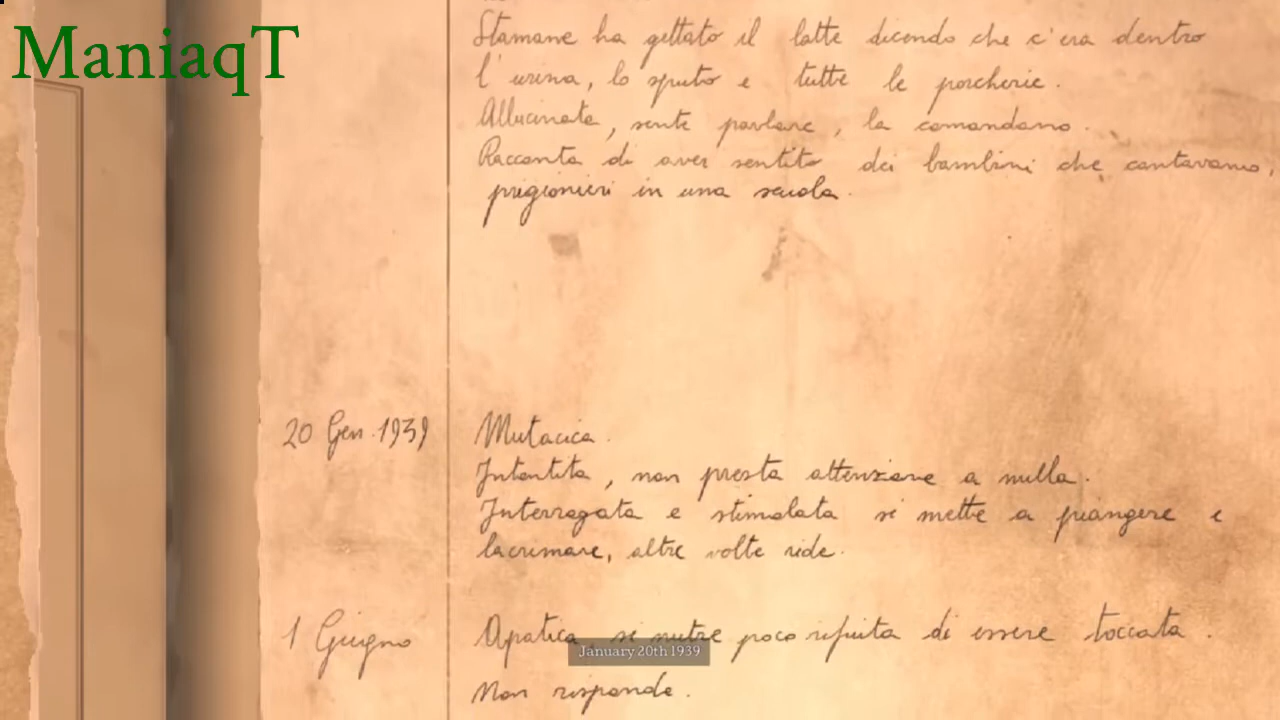 ManiaqT
Stamane ha gettato il latte dicendo che c'era dentro
l'urina, lo sputo e tutte le porcherie.
Allucinata, sente parlare, la comandano.
Racconta di aver sentito dei bambini che cantavano,
prigionieri in una scuola.
20 Gen. 1939 Mutacica.
Intontita, non presta attenzione a nulla.
Interrogata e stimolata si mette a piangere e
lacrimare, altre volte ride.
1 Giugno Apatica si nutre poco rifiuta di essere toccata.
January 20th 1939
Non risponde.